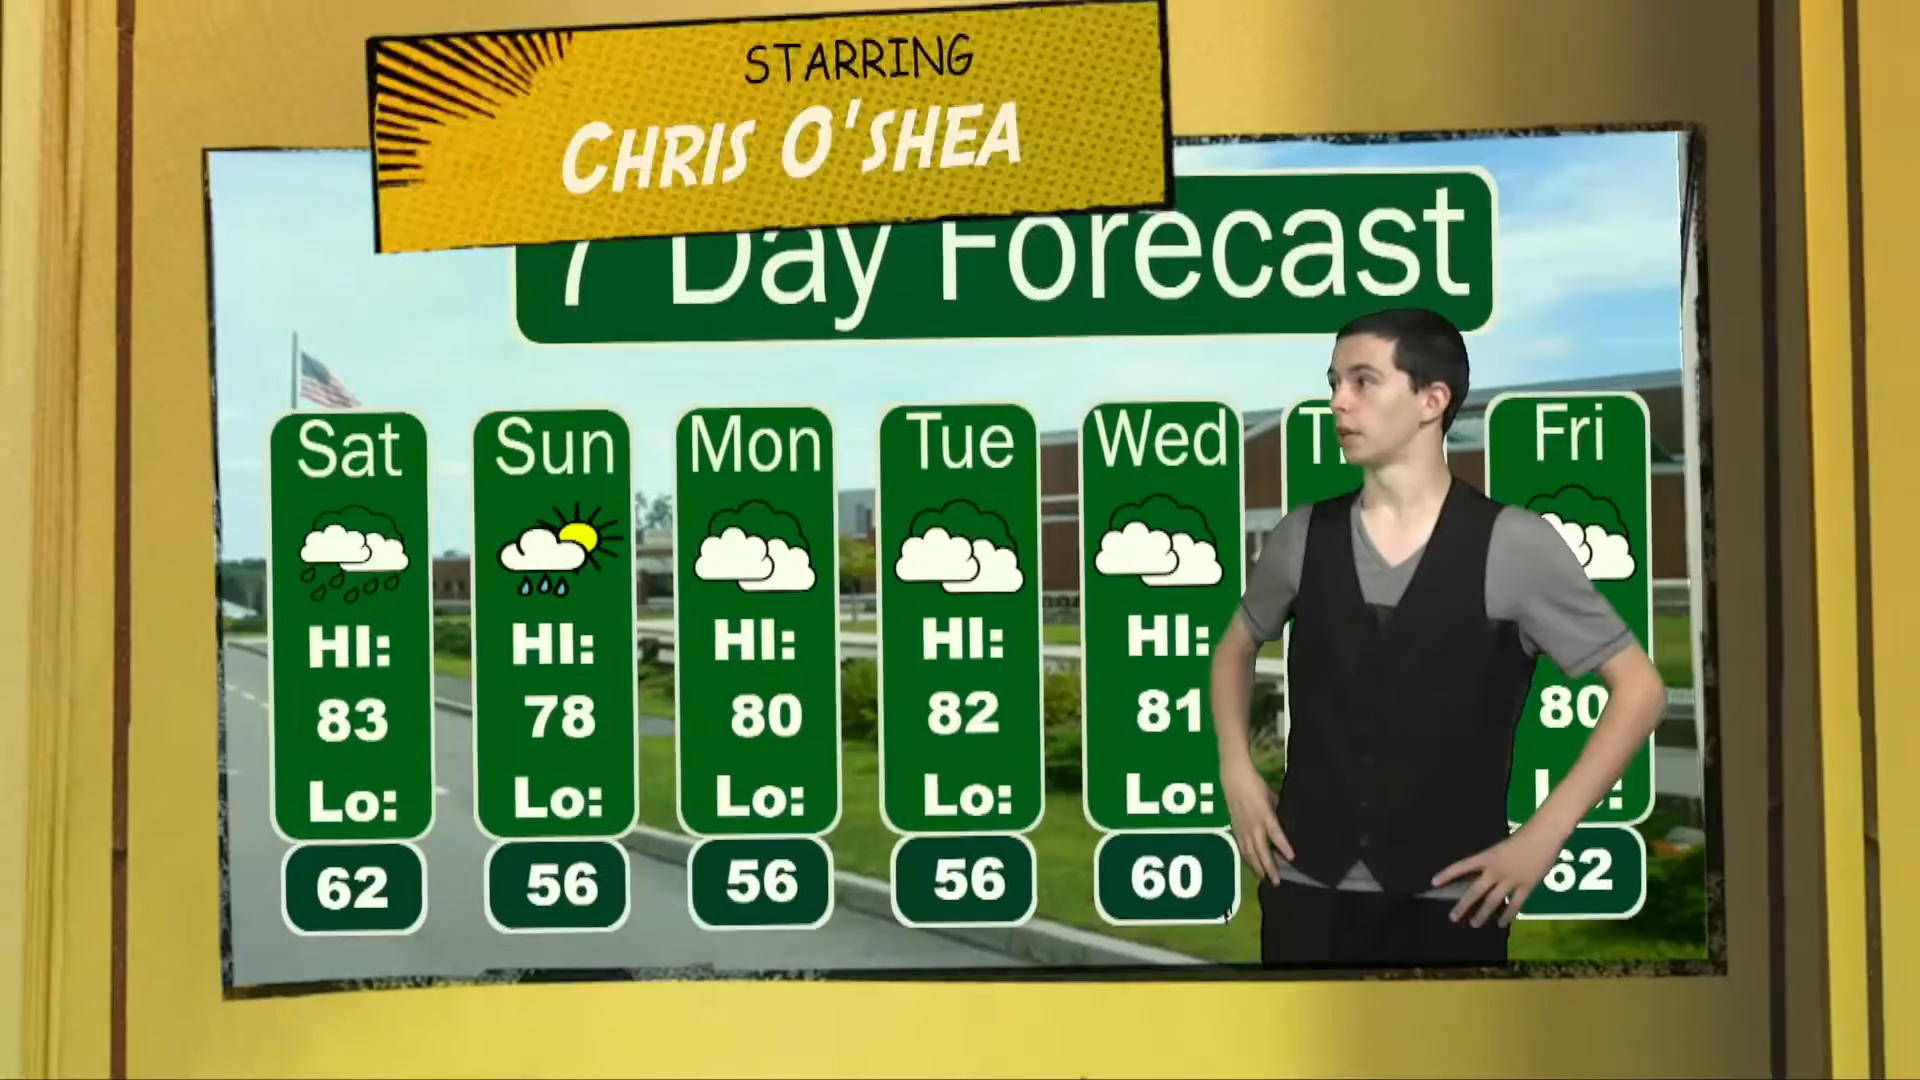 STARRING
CHRIS O'SHEA
7 Day Forecast
Sat
HI:
83
Lo:
62
Sun
HI:
78
Lo:
56
Mon
HI:
80
Lo:
56
Tue
HI:
82
Lo:
56
Wed
HI:
81
Lo:
60
Fri
80
Lo:
62